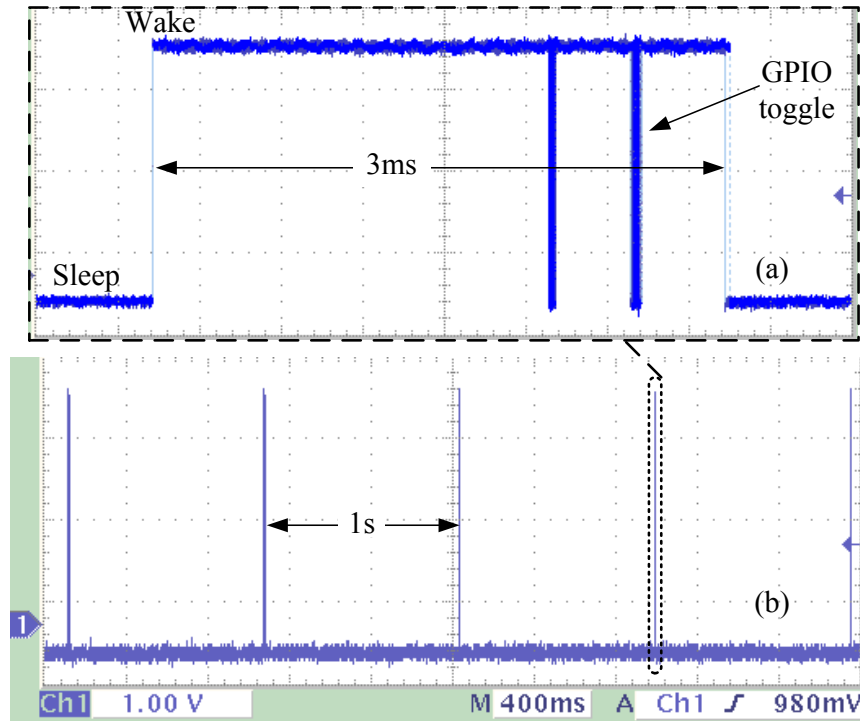 Wake
GPIO
toggle
3ms
Sleep
(a)
1s
(b)
1
Ch1 1.00 V M 400ms A Ch1 980mV